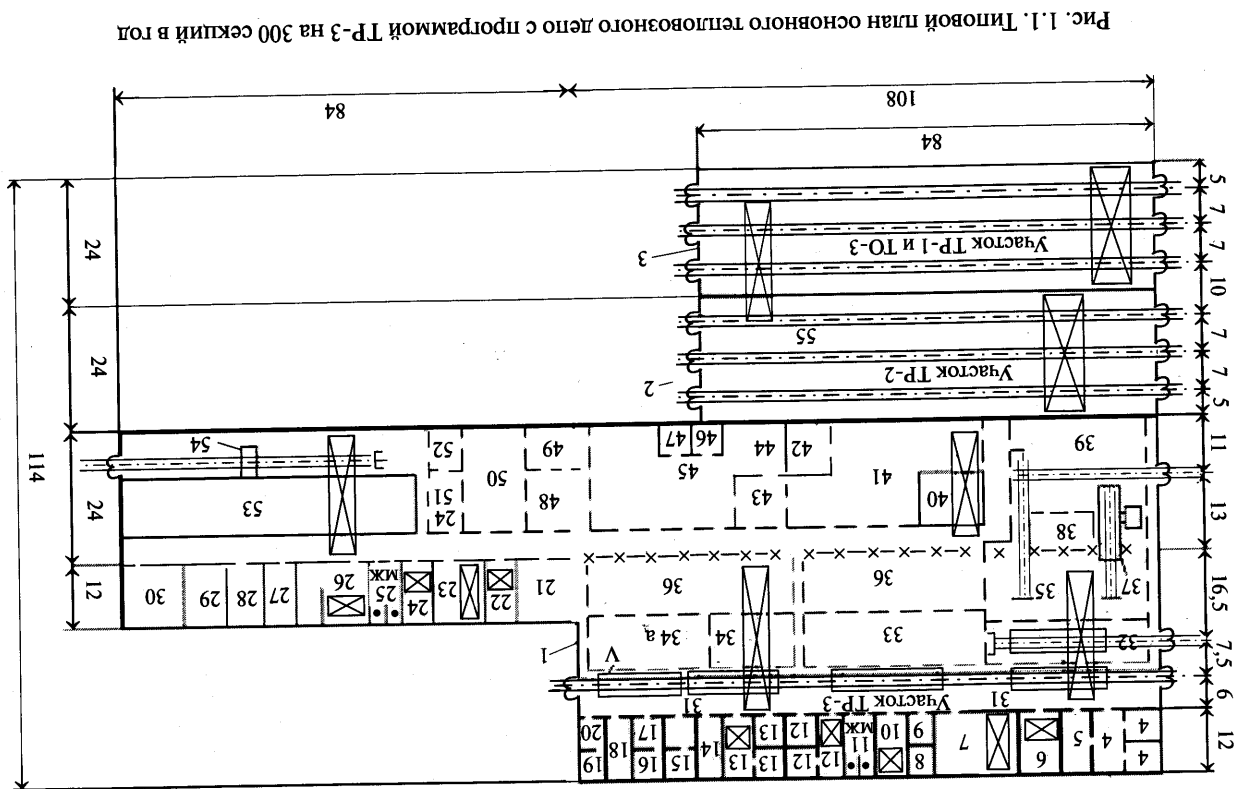 4 6 8 12 12 13 13 15 16 19
12 4 4 5 7 9 10 11 МЖ 12 13 14 17 18 20
6 31 Участок ТР-3 31
7,5 32 33 34 34 а V 1
16,5 37 35 36 36 21 22 23 24 25 МЖ 26 27 28 29 30 12
13 38 40 41 43 45 48 50 24 51 53 24 114
11 39 42 44 46 47 49 52 54
5 Участок ТР-2 2
7
7 55 24
10
7 Участок ТР-1 и ТО-3 3 24
7
5
84
108 84
Рис. 1.1. Типовой план основного тепловозного депо с программой ТР-3 на 300 секций в год